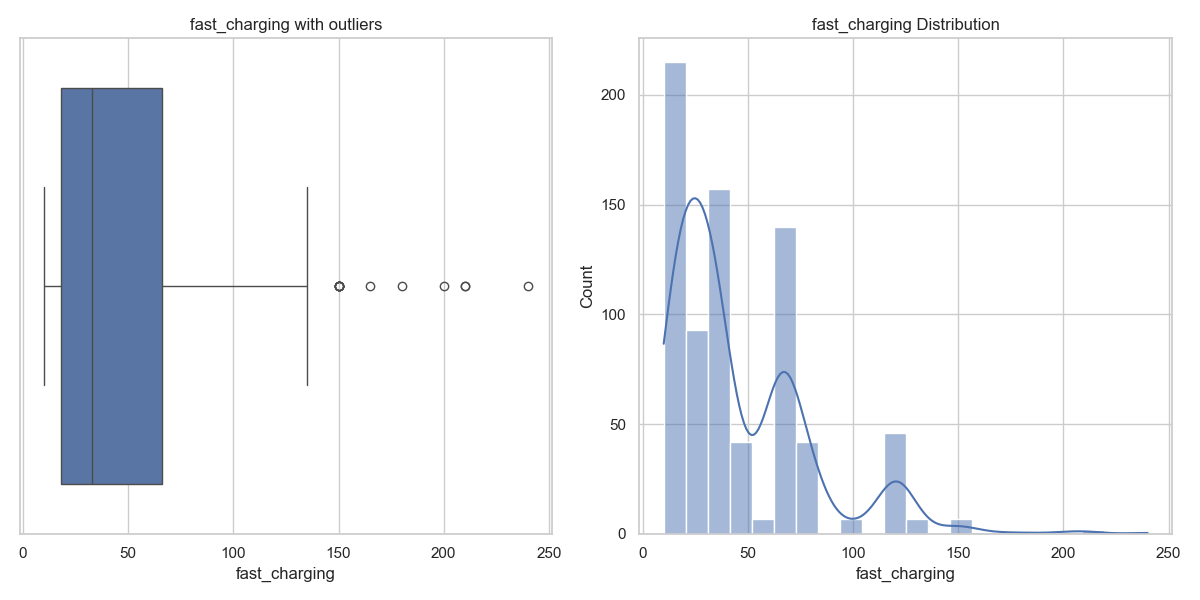 fast_charging with outliers
0 50 100 150 200 250
fast_charging
fast_charging Distribution
200
150
100
50
0
Count
0 50 100 150 200 250
fast_charging